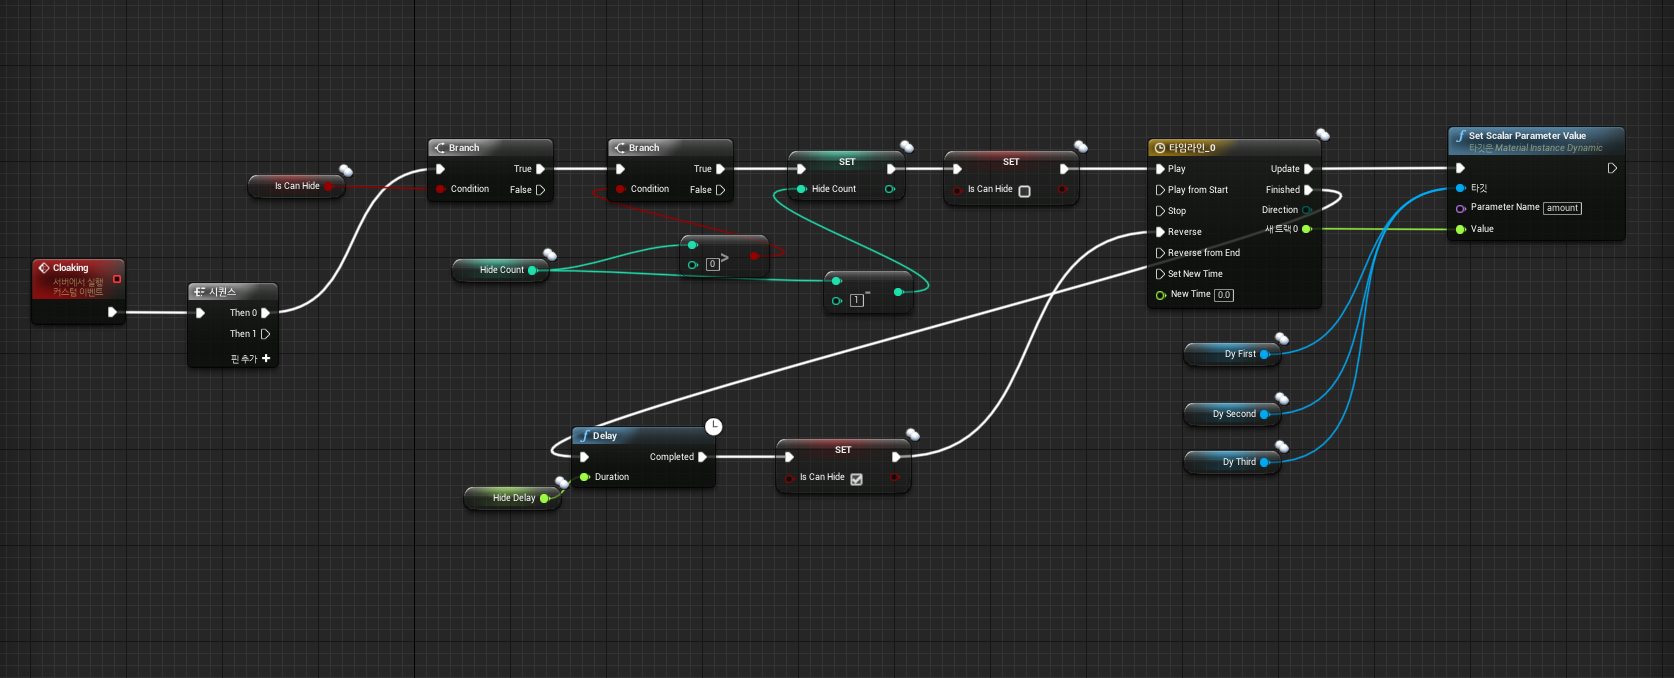 Cloaking
서버에서 실행
커스텀 이벤트
시퀀스
Then 0
Then 1
핀 추가
Is Can Hide
Branch
True
Condition
False
Branch
True
Condition
False
Hide Count
0
>
1
-
SET
Hide Count
SET
Is Can Hide
타임라인_0
Play
Update
Play from Start
Finished
Stop
Direction
Reverse
새 트랙 0
Reverse from End
Set New Time
New Time 0.0
Set Scalar Parameter Value
타깃은 Material Instance Dynamic
타깃
Parameter Name amount
Value
Dy First
Dy Second
Dy Third
Delay
Completed
Duration
Hide Delay
SET
Is Can Hide